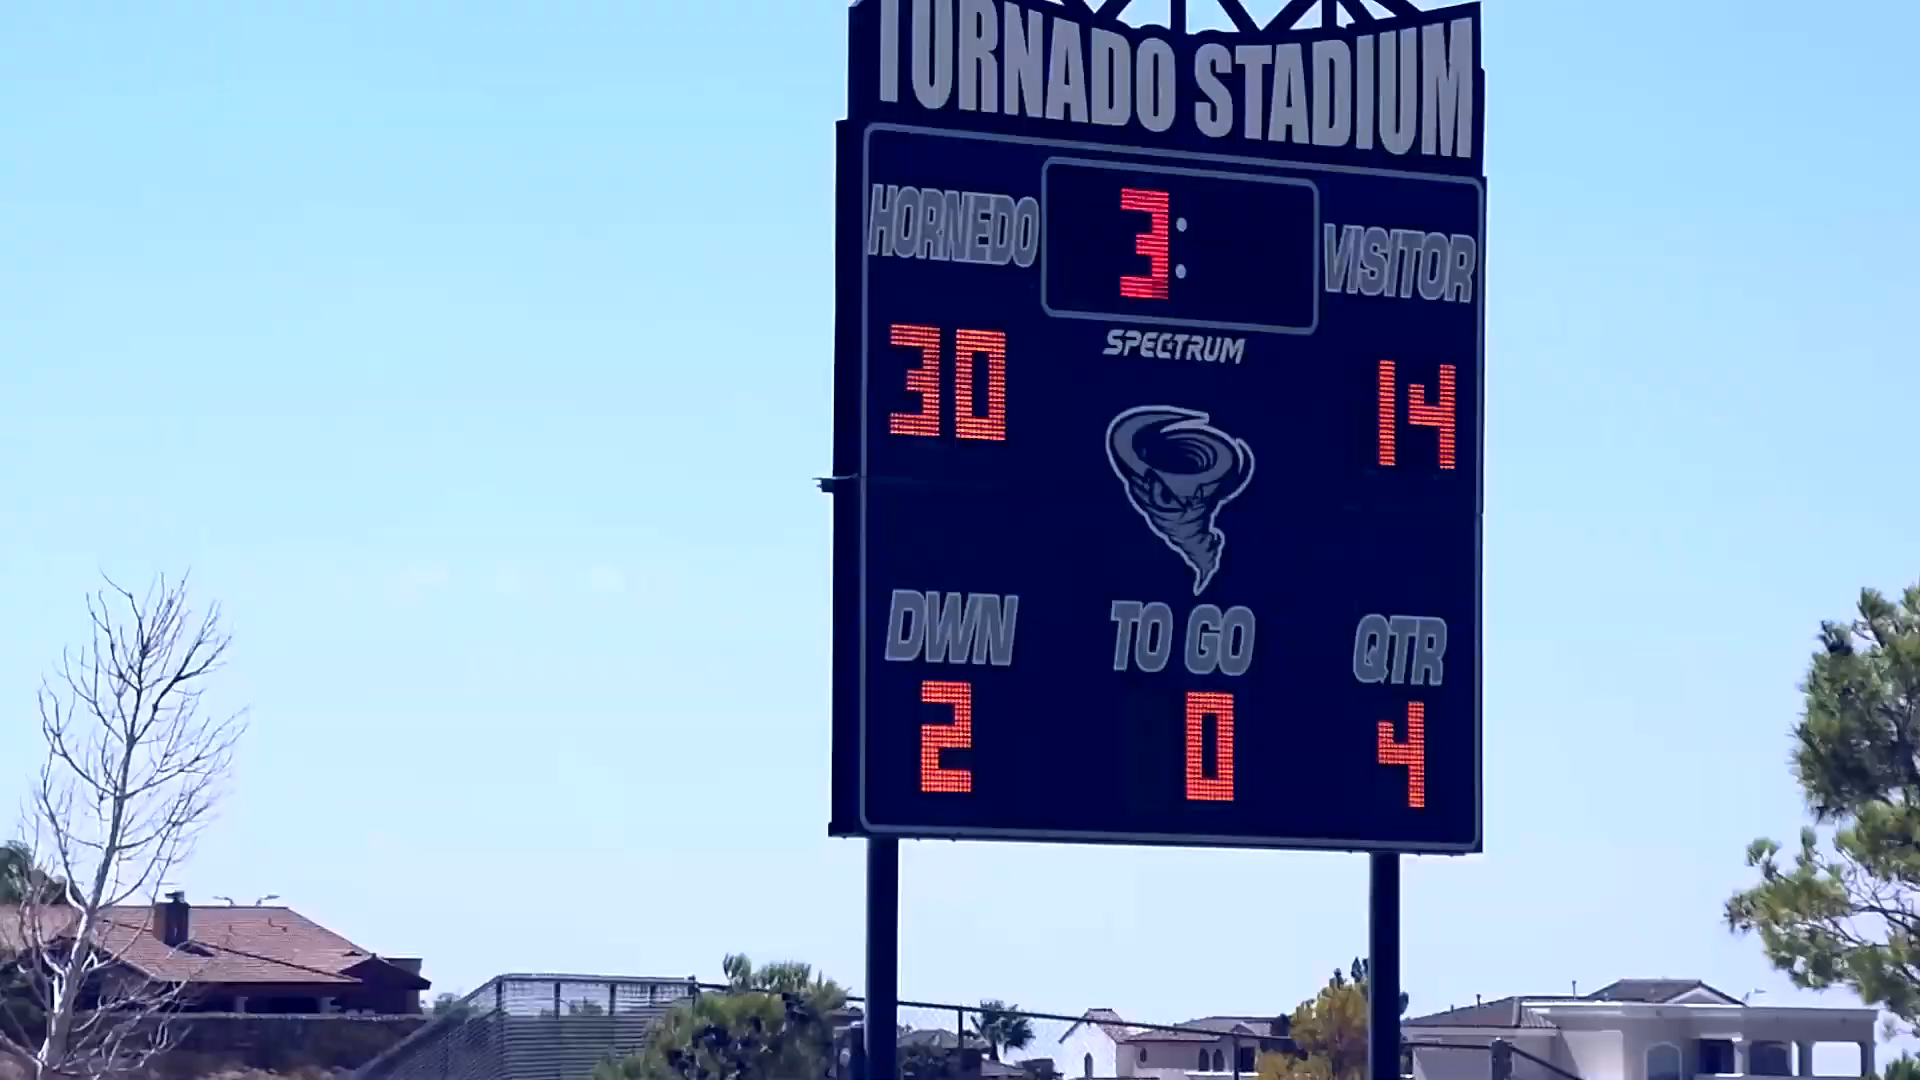 TORNADO STADIUM
HORNEDO 3: VISITOR
SPECTRUM
30 14
DWN TO GO QTR
2 0 4